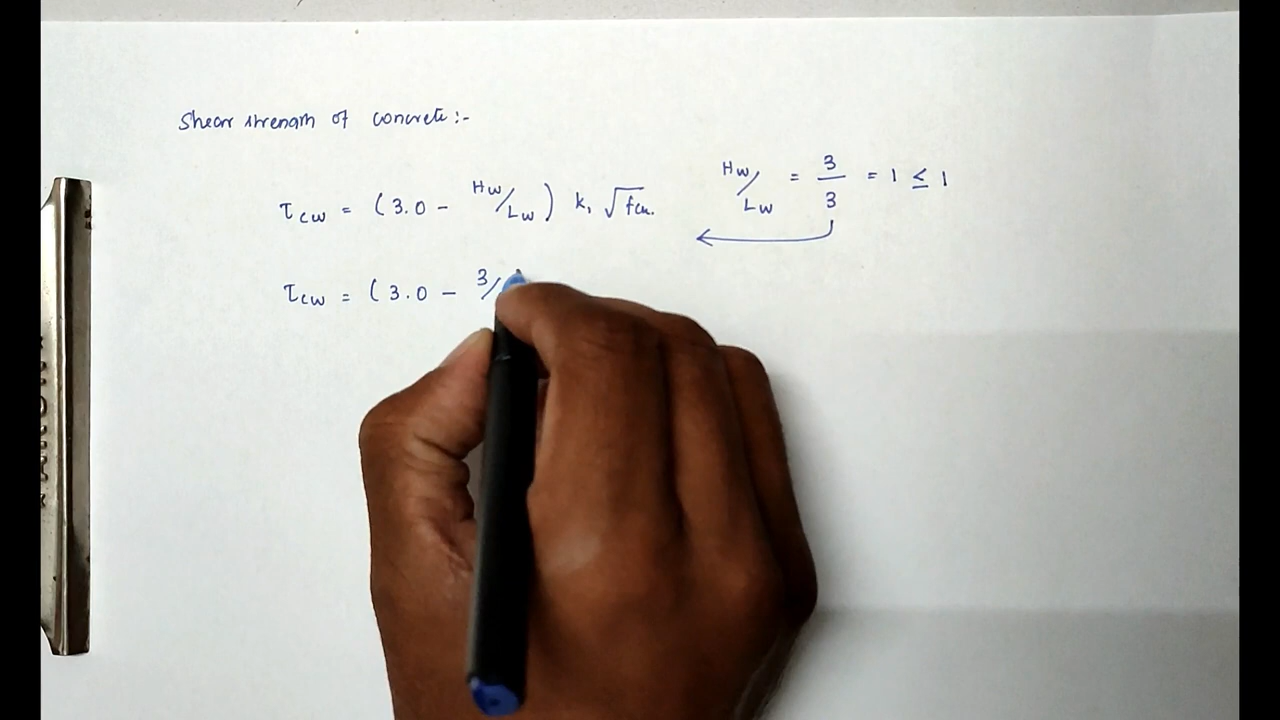 Shear strength of concrete :-
τcw = (3.0 - Hw/Lw) k₁ √fcu.
Hw/Lw = 3/3 = 1 ≤ 1
τcw = (3.0 - 3/